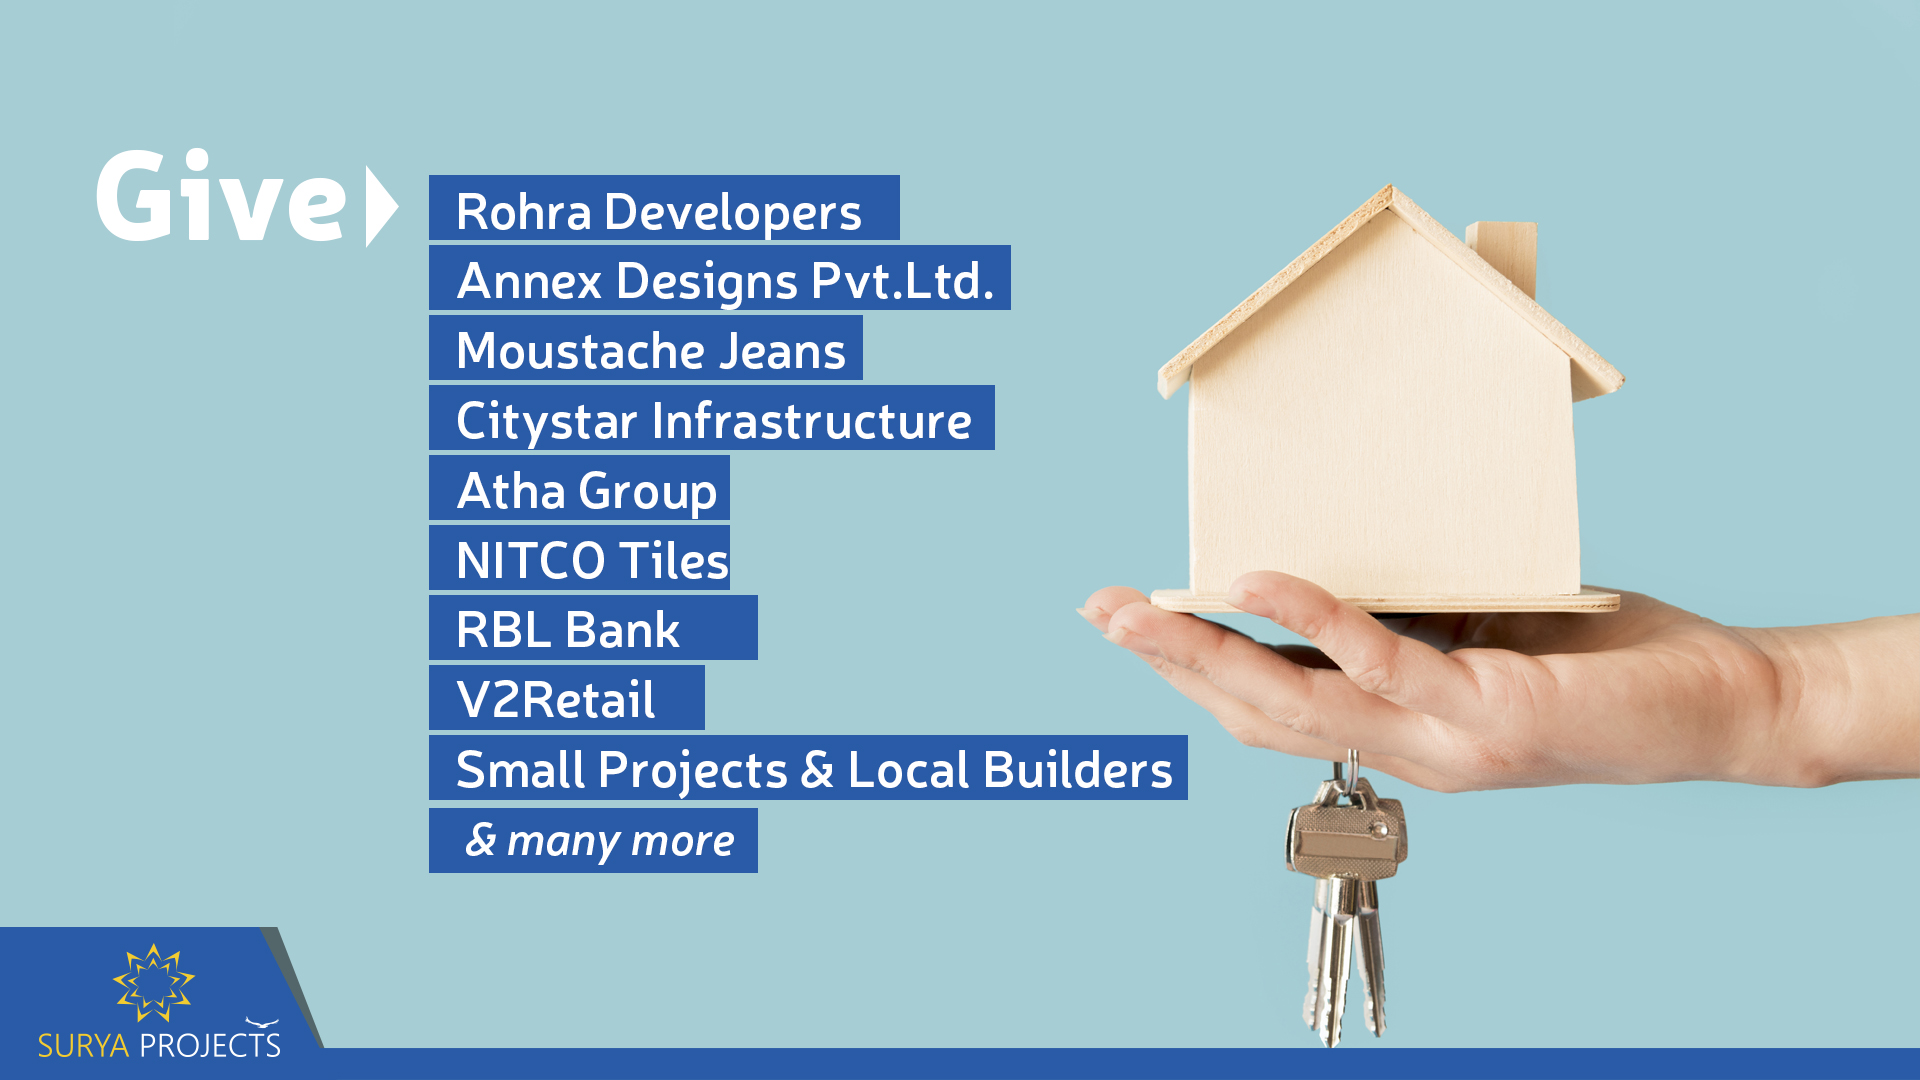 Give
Rohra Developers
Annex Designs Pvt.Ltd.
Moustache Jeans
Citystar Infrastructure
Atha Group
NITCO Tiles
RBL Bank
V2Retail
Small Projects & Local Builders
& many more
SURYA PROJECTS